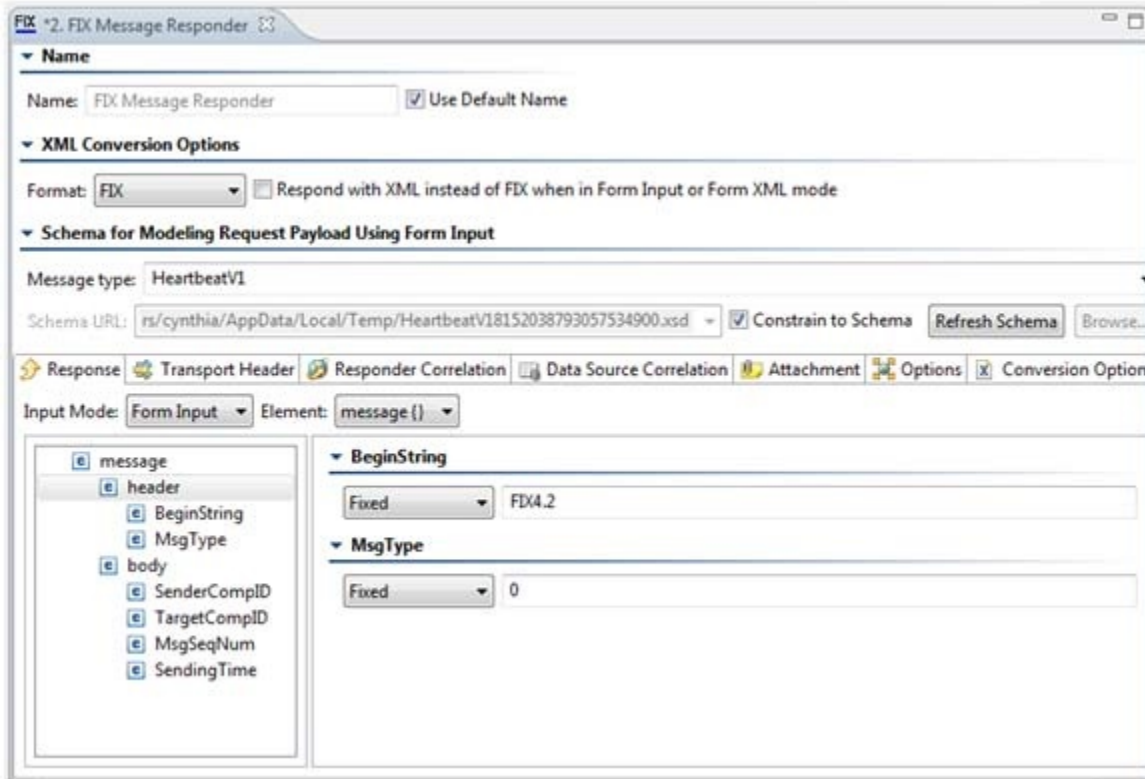 FIX *2. FIX Message Responder
Name
Name: FIX Message Responder Use Default Name
XML Conversion Options
Format: FIX Respond with XML instead of FIX when in Form Input or Form XML mode
Schema for Modeling Request Payload Using Form Input
Message type: HeartbeatV1
Schema URL: rs/cynthia/AppData/Local/Temp/HeartbeatV18152038793057534900.xsd Constrain to Schema Refresh Schema Browse..
Response Transport Header Responder Correlation Data Source Correlation Attachment Options Conversion Option
Input Mode: Form Input Element: message {}
message
header
BeginString
MsgType
body
SenderCompID
TargetCompID
MsgSeqNum
SendingTime
BeginString
Fixed FIX4.2
MsgType
Fixed 0